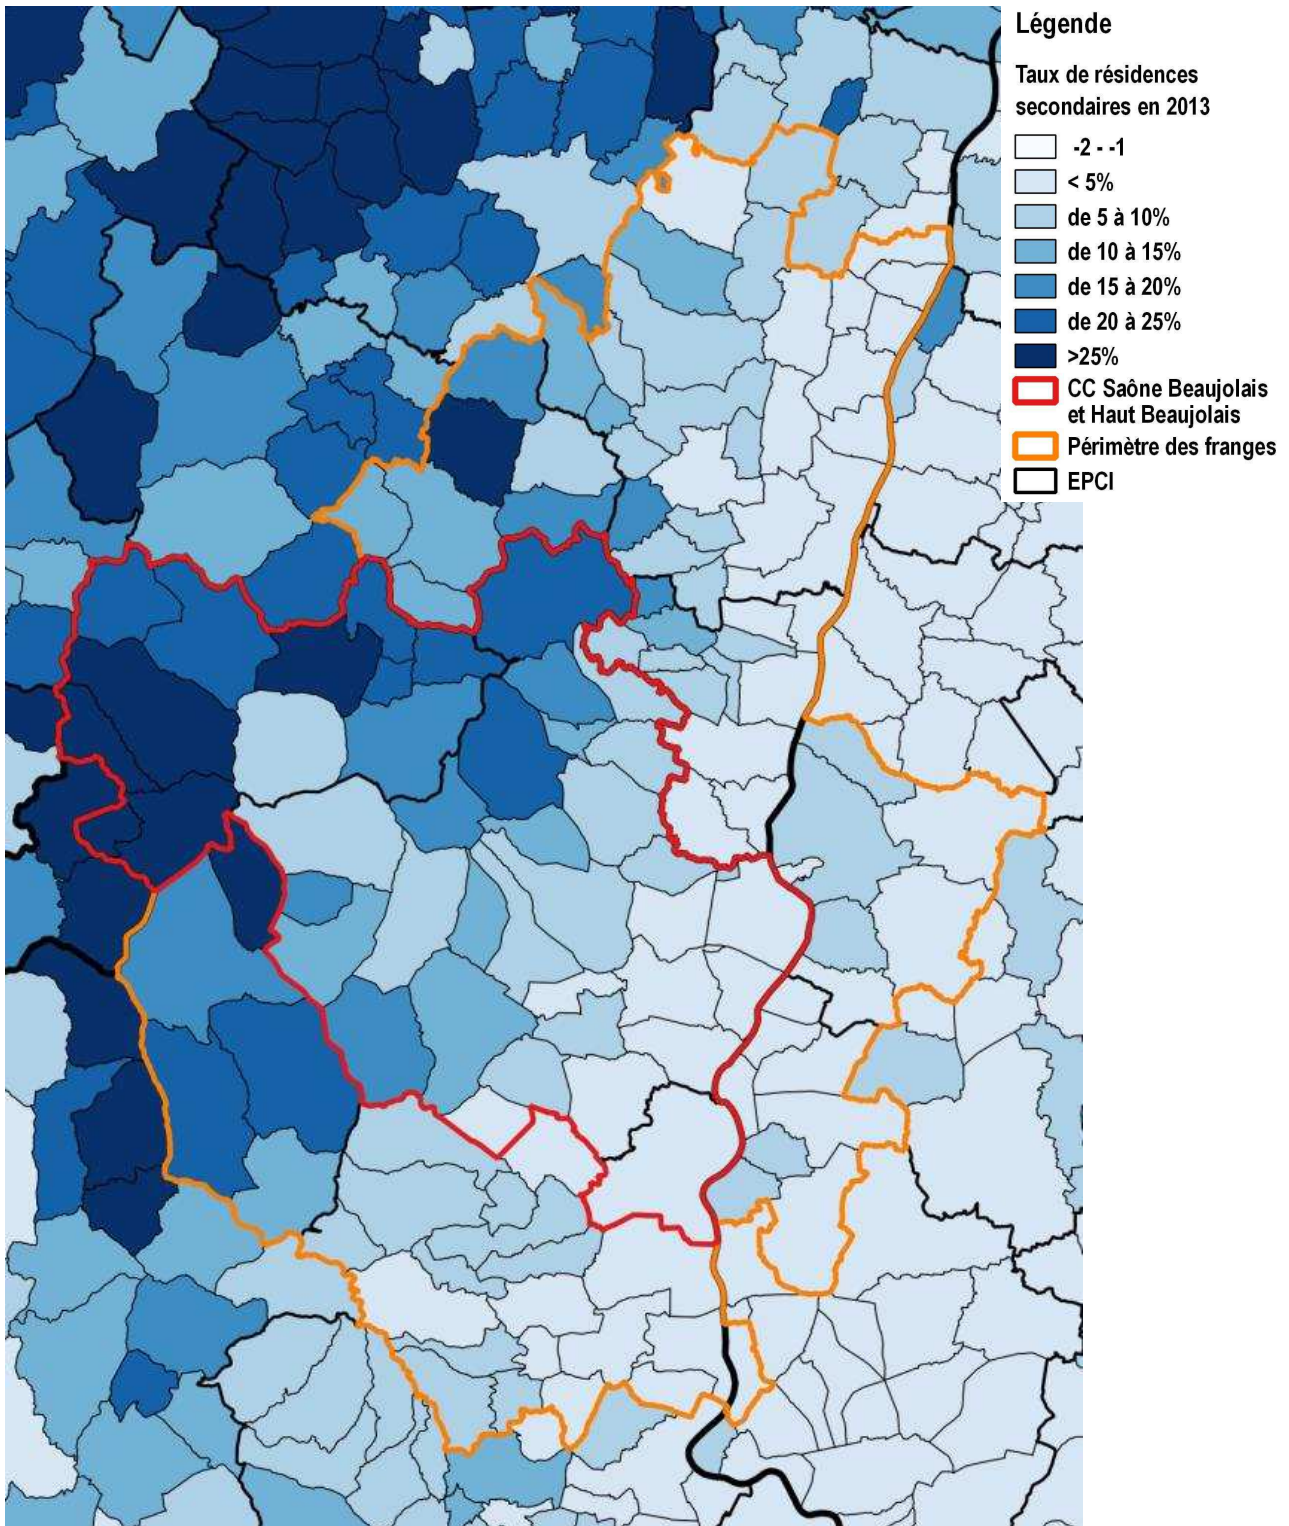 Légende
Taux de résidences
secondaires en 2013
-2 - -1
< 5%
de 5 à 10%
de 10 à 15%
de 15 à 20%
de 20 à 25%
>25%
CC Saône Beaujolais
et Haut Beaujolais
Périmètre des franges
EPCI